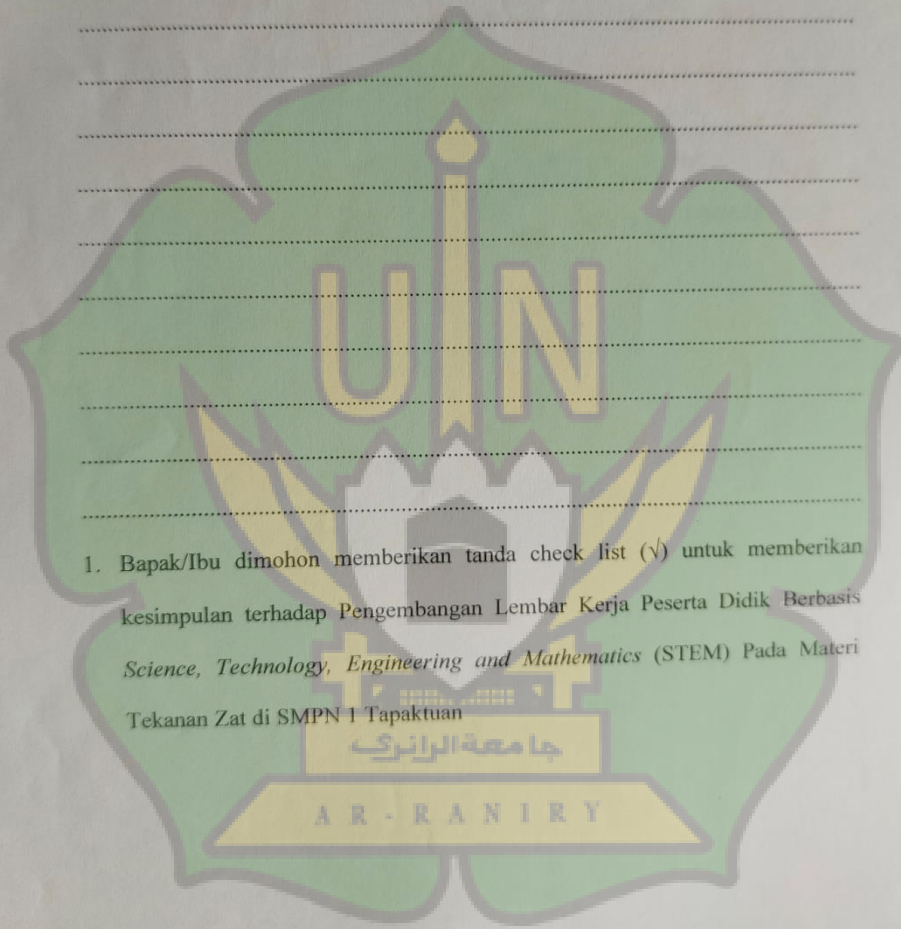 UIN
1. Bapak/Ibu dimohon memberikan tanda check list (√) untuk memberikan
kesimpulan terhadap Pengembangan Lembar Kerja Peserta Didik Berbasis
Science, Technology, Engineering and Mathematics (STEM) Pada Materi
Tekanan Zat di SMPN 1 Tapaktuan
جامعة الرانري
AR-RANIRY